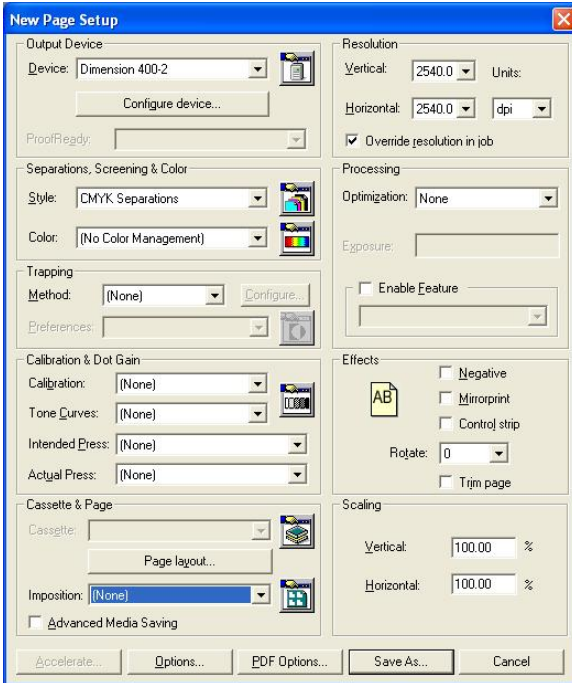 New Page Setup
Output Device
Device: Dimension 400-2
Configure device...
ProofReady:
Separations, Screening & Color
Style: CMYK Separations
Color: (No Color Management)
Trapping
Method: (None) Configure...
Preferences:
Calibration & Dot Gain
Calibration: (None)
Tone Curves: (None)
Intended Press: (None)
Actual Press: (None)
Cassette & Page
Cassette:
Page layout...
Imposition: (None)
Advanced Media Saving
Resolution
Vertical: 2540.0 Units:
Horizontal: 2540.0 dpi
Override resolution in job
Processing
Optimization: None
Exposure:
Enable Feature
Effects
AB
Negative
Mirrorprint
Control strip
Rotate: 0
Trim page
Scaling
Vertical: 100.00 %
Horizontal: 100.00 %
Accelerate... Options... PDF Options... Save As... Cancel